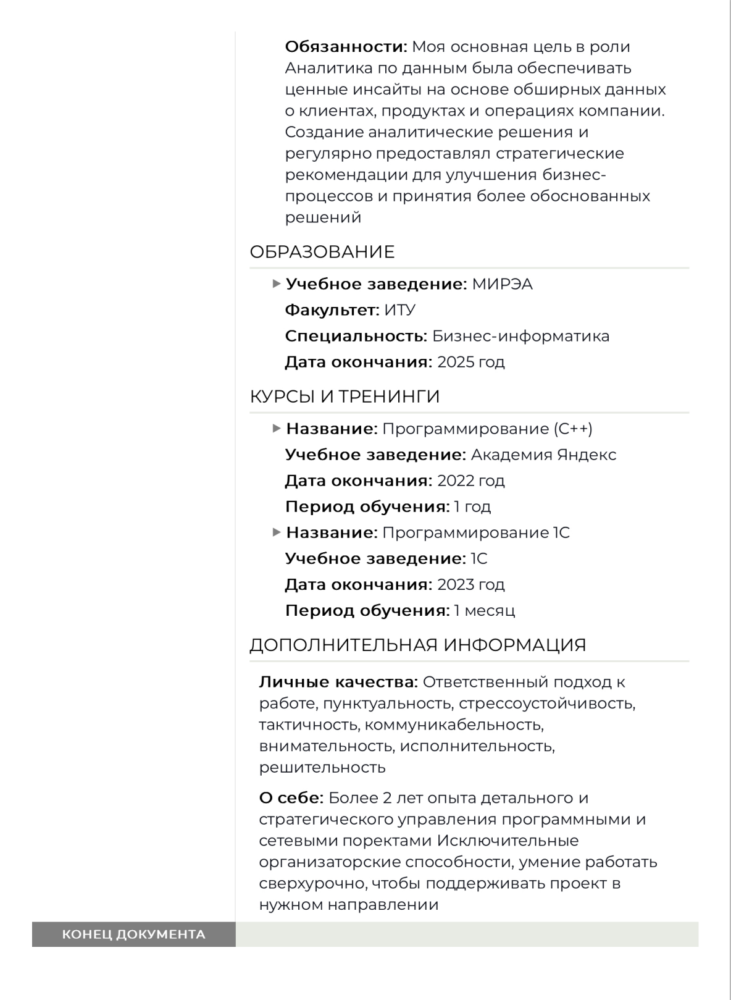 Обязанности: Моя основная цель в роли
Аналитика по данным была обеспечивать
ценные инсайты на основе обширных данных
о клиентах, продуктах и операциях компании.
Создание аналитические решения и
регулярно предоставлял стратегические
рекомендации для улучшения бизнес-
процессов и принятия более обоснованных
решений
ОБРАЗОВАНИЕ
Учебное заведение: МИРЭА
Факультет: ИТУ
Специальность: Бизнес-информатика
Дата окончания: 2025 год
КУРСЫ И ТРЕНИНГИ
Название: Программирование (C++)
Учебное заведение: Академия Яндекс
Дата окончания: 2022 год
Период обучения: 1 год
Название: Программирование 1С
Учебное заведение: 1С
Дата окончания: 2023 год
Период обучения: 1 месяц
ДОПОЛНИТЕЛЬНАЯ ИНФОРМАЦИЯ
Личные качества: Ответственный подход к
работе, пунктуальность, стрессоустойчивость,
тактичность, коммуникабельность,
внимательность, исполнительность,
решительность
О себе: Более 2 лет опыта детального и
стратегического управления программными и
сетевыми поректами Исключительные
организаторские способности, умение работать
сверхурочно, чтобы поддерживать проект в
нужном направлении
КОНЕЦ ДОКУМЕНТА